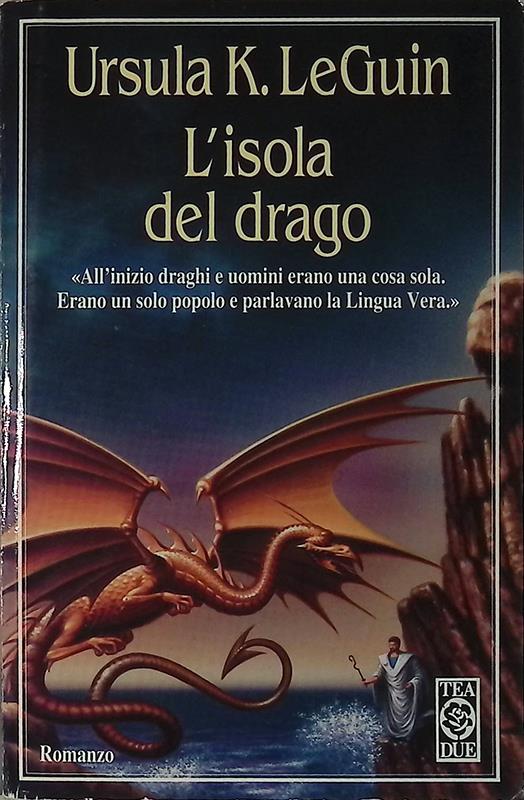 Ursula K. LeGuin
L'isola
del drago
«All'inizio draghi e uomini erano una cosa sola.
Erano un solo popolo e parlavano la Lingua Vera.»
Romanzo
TEA
DUE